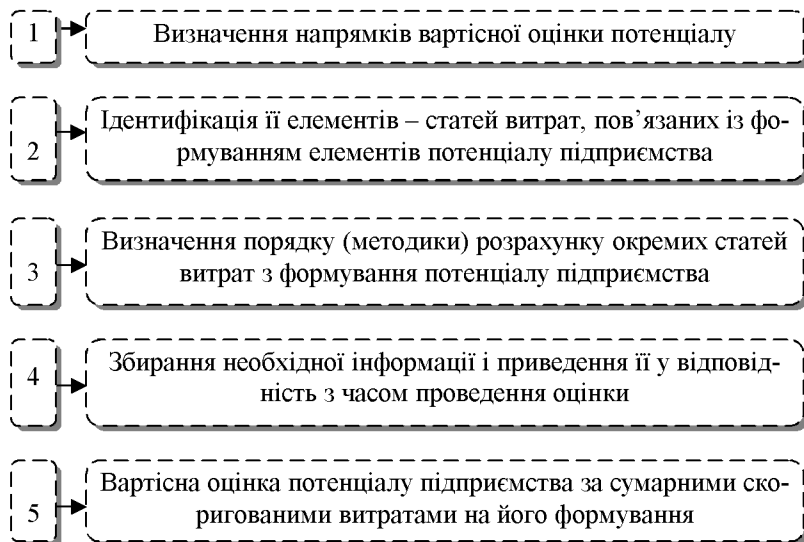 1
Визначення напрямків вартісної оцінки потенціалу
2
Ідентифікація її елементів – статей витрат, пов’язаних із фо-
рмуванням елементів потенціалу підприємства
3
Визначення порядку (методики) розрахунку окремих статей
витрат з формування потенціалу підприємства
4
Збирання необхідної інформації і приведення її у відповід-
ність з часом проведення оцінки
5
Вартісна оцінка потенціалу підприємства за сумарними ско-
ригованими витратами на його формування